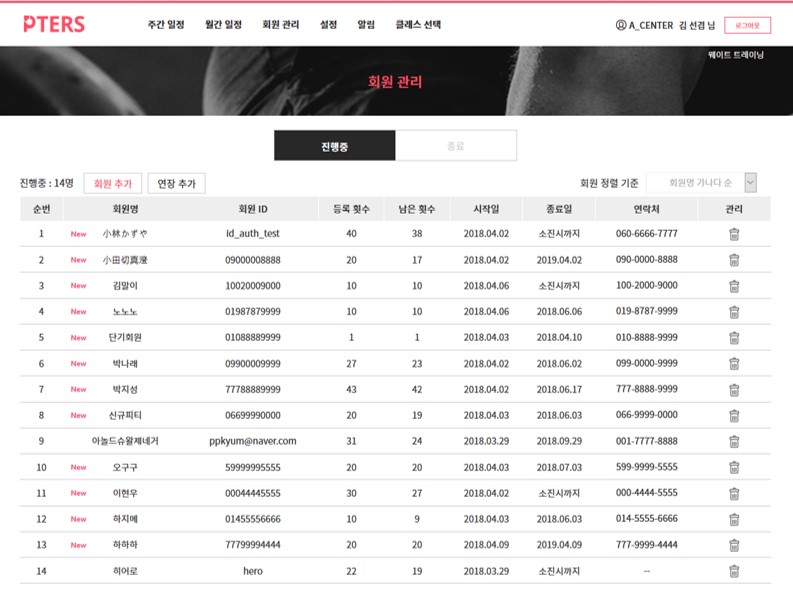 PTERS 주간 일정 월간 일정 회원 관리 설정 알림 클래스 선택 A_CENTER 김 선겸 님 로그아웃
웨이트 트레이닝
회원 관리
진행중 종료
진행중 : 14명 회원 추가 연장 추가 회원 정렬 기준 회원명 가나다 순
순번 회원명 회원 ID 등록 횟수 남은 횟수 시작일 종료일 연락처 관리
1 New 小林かずや id_auth_test 40 38 2018.04.02 소진시까지 060-6666-7777
2 New 小田切真澄 09000008888 20 17 2018.04.02 2019.04.02 090-0000-8888
3 New 김말이 10020009000 10 10 2018.04.06 소진시까지 100-2000-9000
4 New 노노노 01987879999 10 10 2018.04.06 2018.06.06 019-8787-9999
5 New 단기회원 01088889999 1 1 2018.04.03 2018.04.10 010-8888-9999
6 New 박나래 09900009999 27 23 2018.04.02 2018.06.02 099-0000-9999
7 New 박지성 77788889999 43 42 2018.04.02 2018.06.17 777-8888-9999
8 New 신규피티 06699990000 20 19 2018.04.03 2018.06.03 066-9999-0000
9 아놀드슈왈제네거 ppkyum@naver.com 31 24 2018.03.29 2018.09.29 001-7777-8888
10 New 오구구 59999995555 20 20 2018.04.03 2018.07.03 599-9999-5555
11 New 이현우 00044445555 30 27 2018.04.02 소진시까지 000-4444-5555
12 New 하지메 01455556666 10 9 2018.04.03 2018.06.03 014-5555-6666
13 New 하하하 77799994444 20 20 2018.04.09 2019.04.09 777-9999-4444
14 히어로 hero 22 19 2018.03.29 소진시까지 --